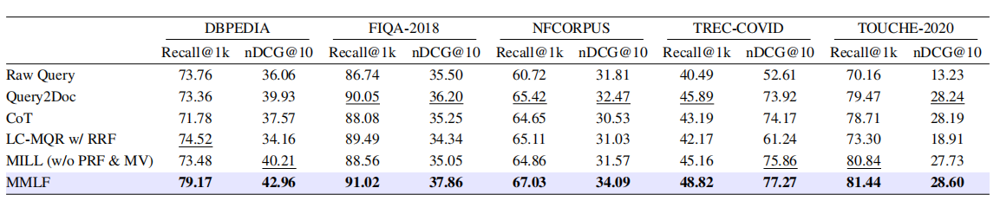 DBPEDIA FIQA-2018 NFCORPUS TREC-COVID TOUCHE-2020
Recall@1k nDCG@10 Recall@1k nDCG@10 Recall@1k nDCG@10 Recall@1k nDCG@10 Recall@1k nDCG@10
Raw Query 73.76 36.06 86.74 35.50 60.72 31.81 40.49 52.61 70.16 13.23
Query2Doc 73.36 39.93 90.05 36.20 65.42 32.47 45.89 73.92 79.47 28.24
CoT 71.78 37.57 88.08 35.25 64.65 30.53 43.19 74.17 78.71 28.19
LC-MQR w/ RRF 74.52 34.16 89.49 34.34 65.11 31.03 42.17 61.24 73.30 18.91
MILL (w/o PRF & MV) 73.48 40.21 88.56 35.05 64.86 31.57 45.16 75.86 80.84 27.73
MMLF 79.17 42.96 91.02 37.86 67.03 34.09 48.82 77.27 81.44 28.60